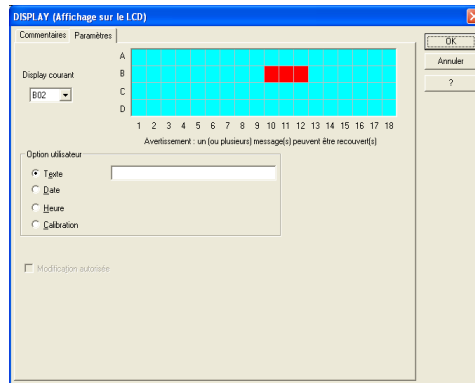 DISPLAY (Affichage sur le LCD)
Commentaires Paramètres
OK
Annuler
?
Display courant
B02
A
B
C
D
1 2 3 4 5 6 7 8 9 10 11 12 13 14 15 16 17 18
Avertissement : un (ou plusieurs) message(s) peuvent être recouvert(s)
Option utilisateur
Texte
Date
Heure
Calibration
Modification autorisée